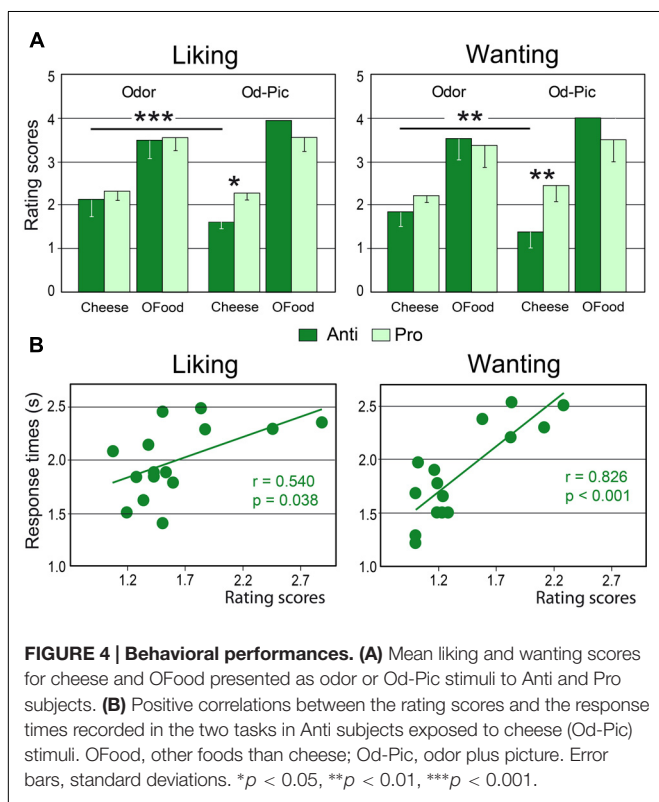 A
Liking
Wanting
5
4
3
2
1
0
Rating scores
Odor
Od-Pic
***
*
Cheese OFood Cheese OFood
5
4
3
2
1
0
Odor
Od-Pic
**
**
Cheese OFood Cheese OFood
Anti Pro
B
Liking
Wanting
Response times (s)
2.5
2.0
1.5
1.0
r = 0.540
p = 0.038
1.2 1.7 2.2 2.7
Rating scores
2.5
2.0
1.5
1.0
r = 0.826
p < 0.001
1.2 1.7 2.2 2.7
Rating scores
FIGURE 4 | Behavioral performances. (A) Mean liking and wanting scores
for cheese and OFood presented as odor or Od-Pic stimuli to Anti and Pro
subjects. (B) Positive correlations between the rating scores and the response
times recorded in the two tasks in Anti subjects exposed to cheese (Od-Pic)
stimuli. OFood, other foods than cheese; Od-Pic, odor plus picture. Error
bars, standard deviations. *p < 0.05, **p < 0.01, ***p < 0.001.